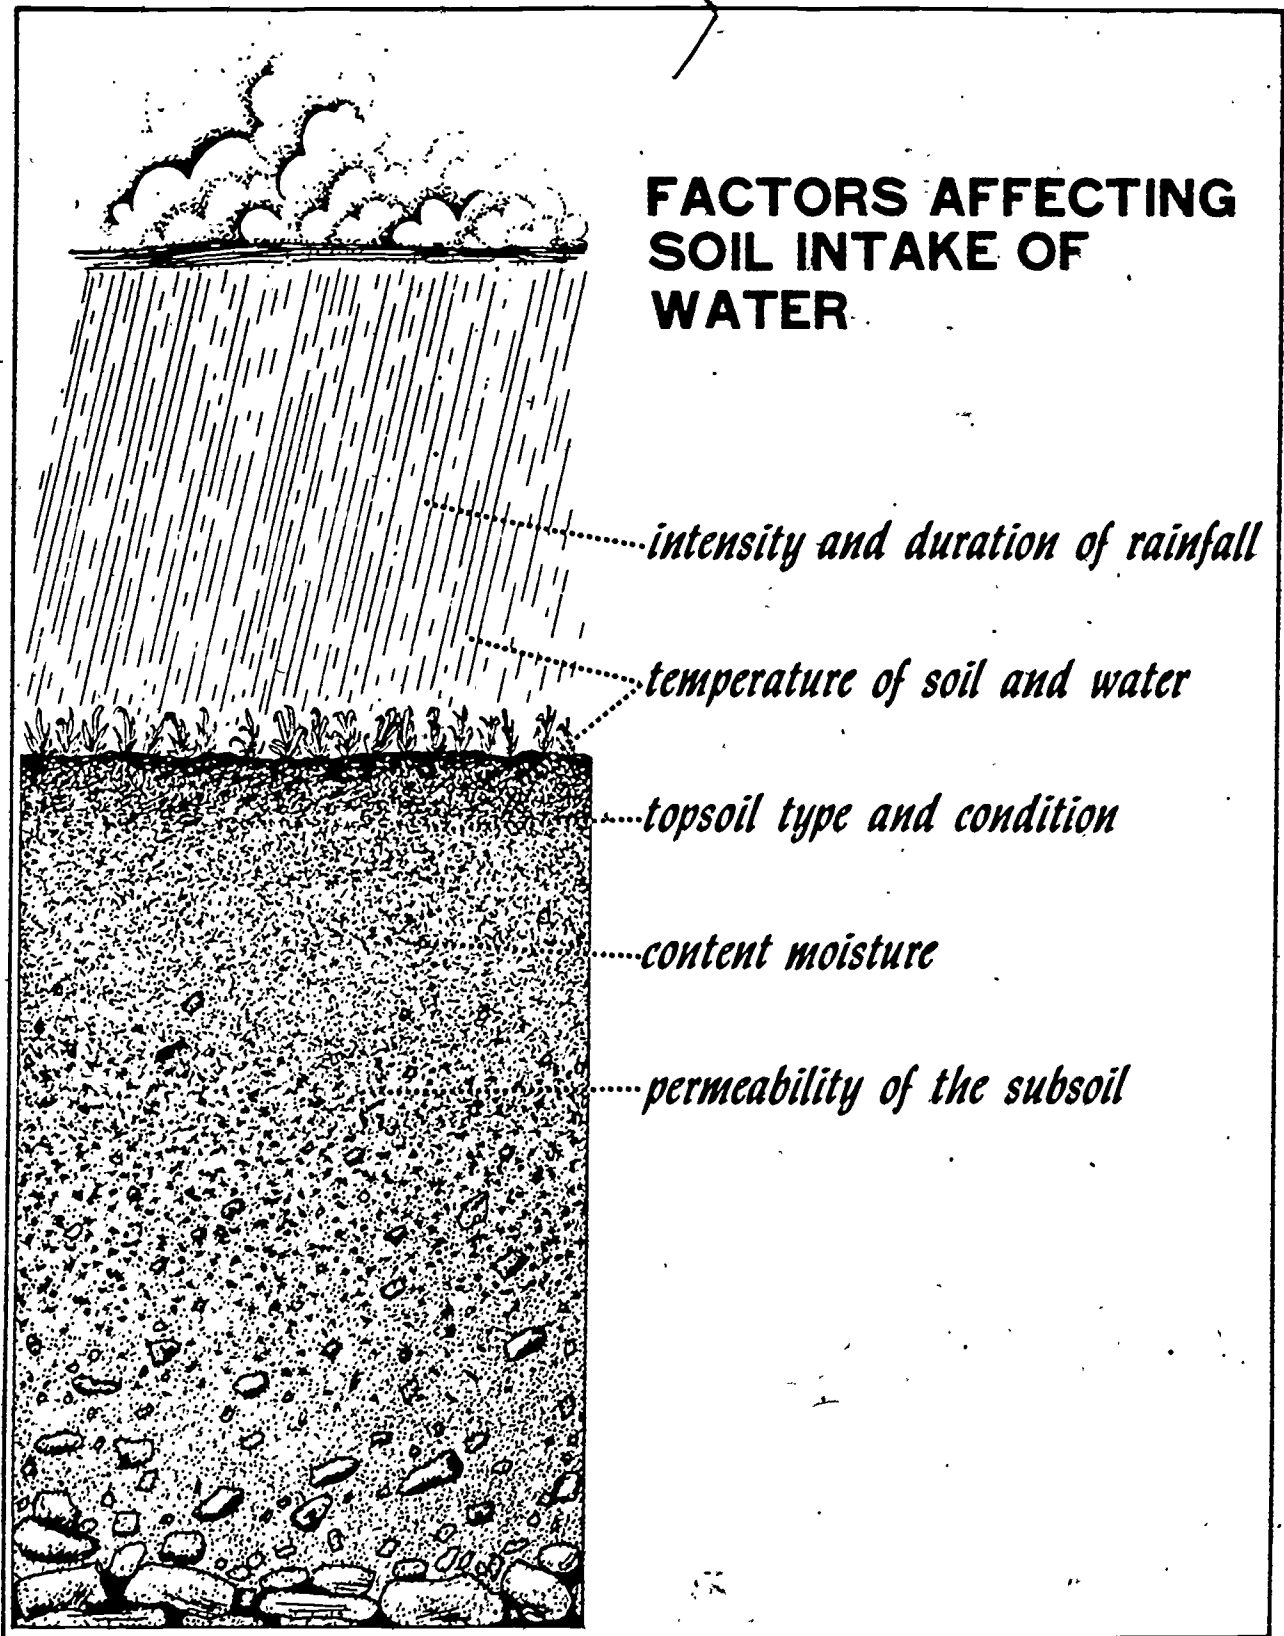 FACTORS AFFECTING
SOIL INTAKE OF
WATER
intensity and duration of rainfall
temperature of soil and water
topsoil type and condition
content moisture
permeability of the subsoil